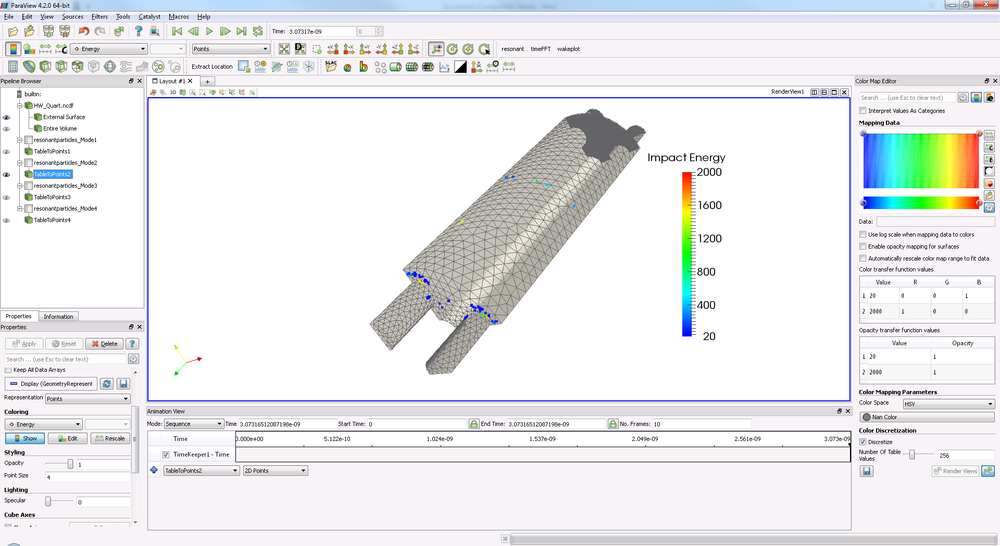 ParaView 4.2.0 64-bit
File Edit View Sources Filters Tools Catalyst Macros Help
Time: 3.07317e-09 0
Energy Points resonant timeFFT wakeplot
Extract Location SLAC
Pipeline Browser
builtin:
HW_Quart.ncdf
External Surface
Entire Volume
resonantparticles_Mode1
TableToPoints1
resonantparticles_Mode2
TableToPoints2
resonantparticles_Mode3
TableToPoints3
resonantparticles_Mode4
TableToPoints4
Properties Information
Properties
Apply Reset Delete ?
Search ... (use Esc to clear text)
Keep All Data Arrays
Display (GeometryRepresent
Representation Points
Coloring
Energy
Show Edit Rescale
Styling
Opacity 1
Point Size 4
Lighting
Specular 0
Cube Axes
Layout #1 +
3D RenderView1
Impact Energy
2000
1600
1200
800
400
20
Animation View
Mode: Sequence Time 3.07316512087198e-09 Start Time: 0 End Time: 3.07316512087198e-09 No. Frames: 10
Time 0.000e+00 5.122e-10 1.024e-09 1.537e-09 2.049e-09 2.561e-09 3.073e-09
TimeKeeper1 - Time
TableToPoints2 2D Points
Color Map Editor
Search ... (use Esc to clear text)
Interpret Values As Categories
Mapping Data
Data:
Use log scale when mapping data to colors
Enable opacity mapping for surfaces
Automatically rescale color map range to fit data
Color transfer function values
Value R G B
1 20 0 0 1
2 2000 1 0 0
Opacity transfer function values
Value Opacity
1 20 1
2 2000 1
Color Mapping Parameters
Color Space HSV
Nan Color
Color Discretization
Discretize
Number Of Table Values 256
Render Views